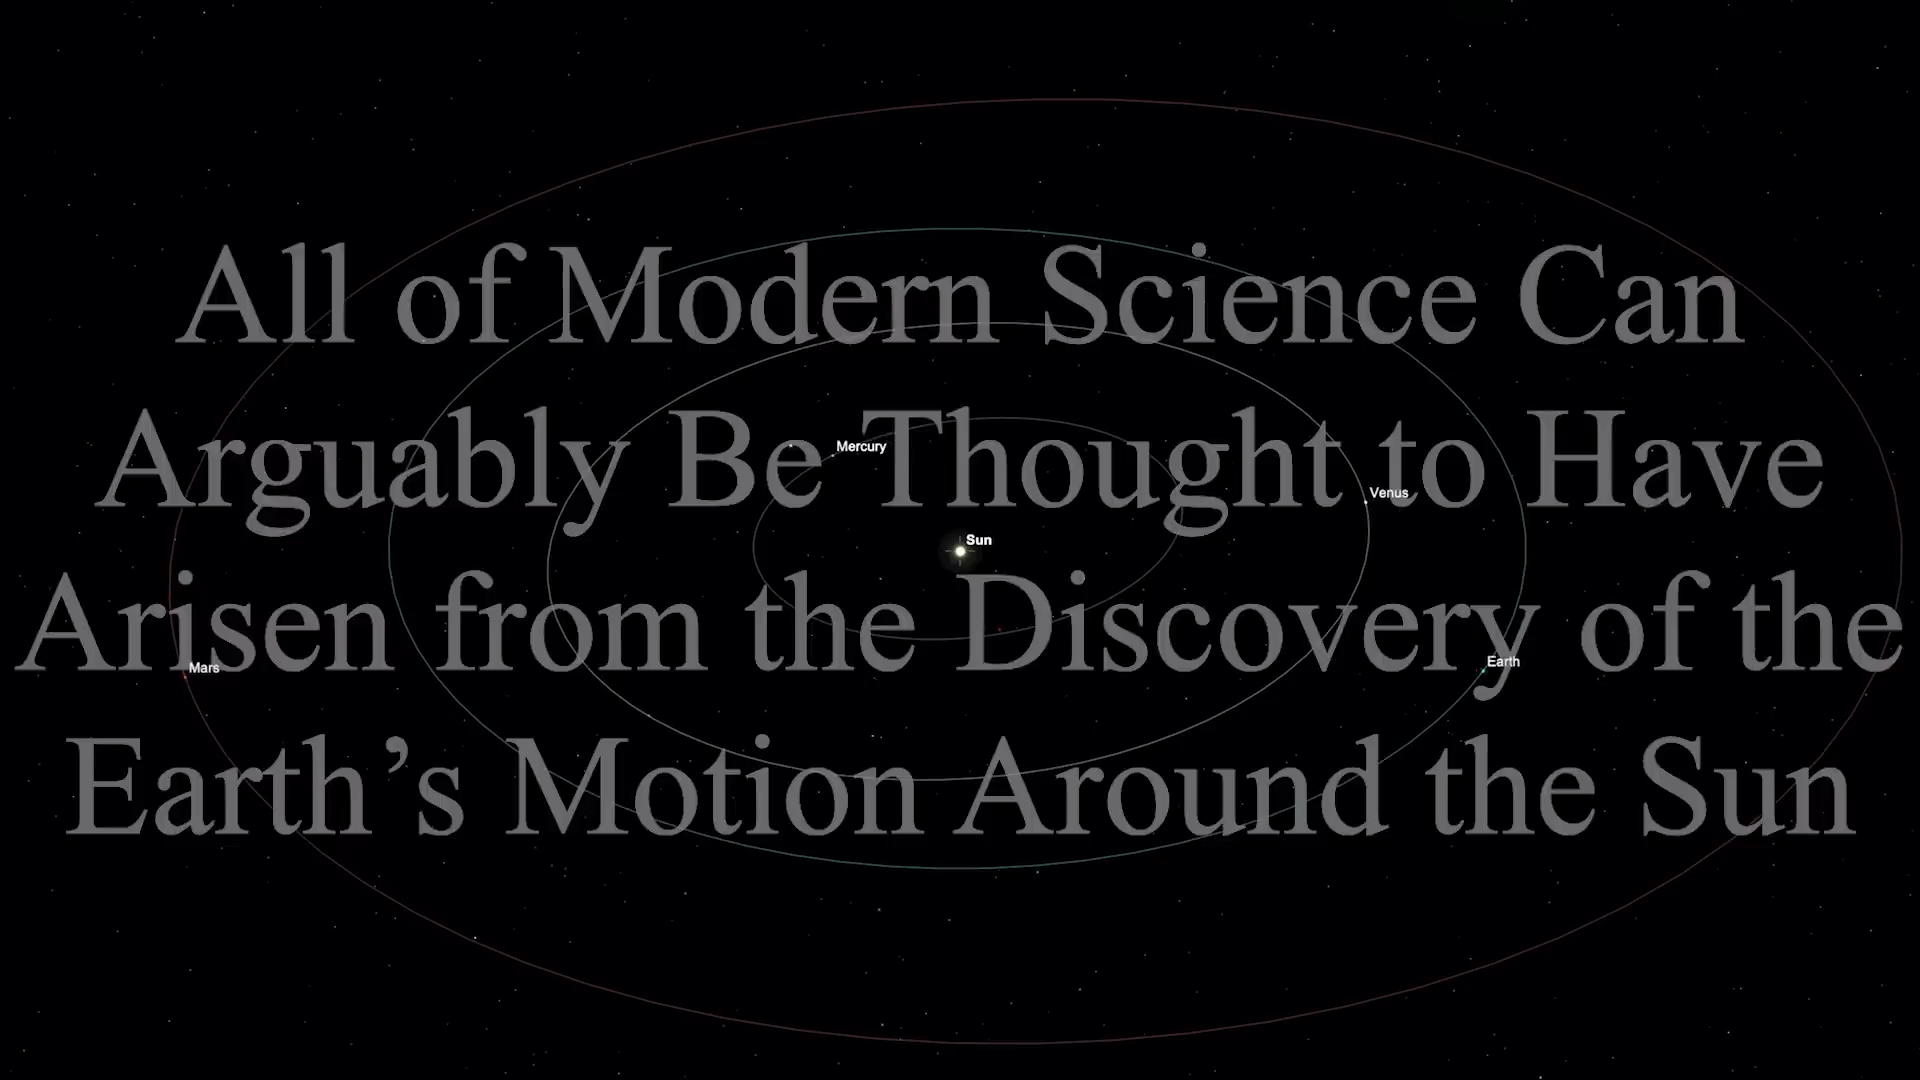 All of Modern Science Can
Arguably Be Thought to Have
Mercury
Venus
Sun
Arisen from the Discovery of the
Mars
Earth
Earth’s Motion Around the Sun